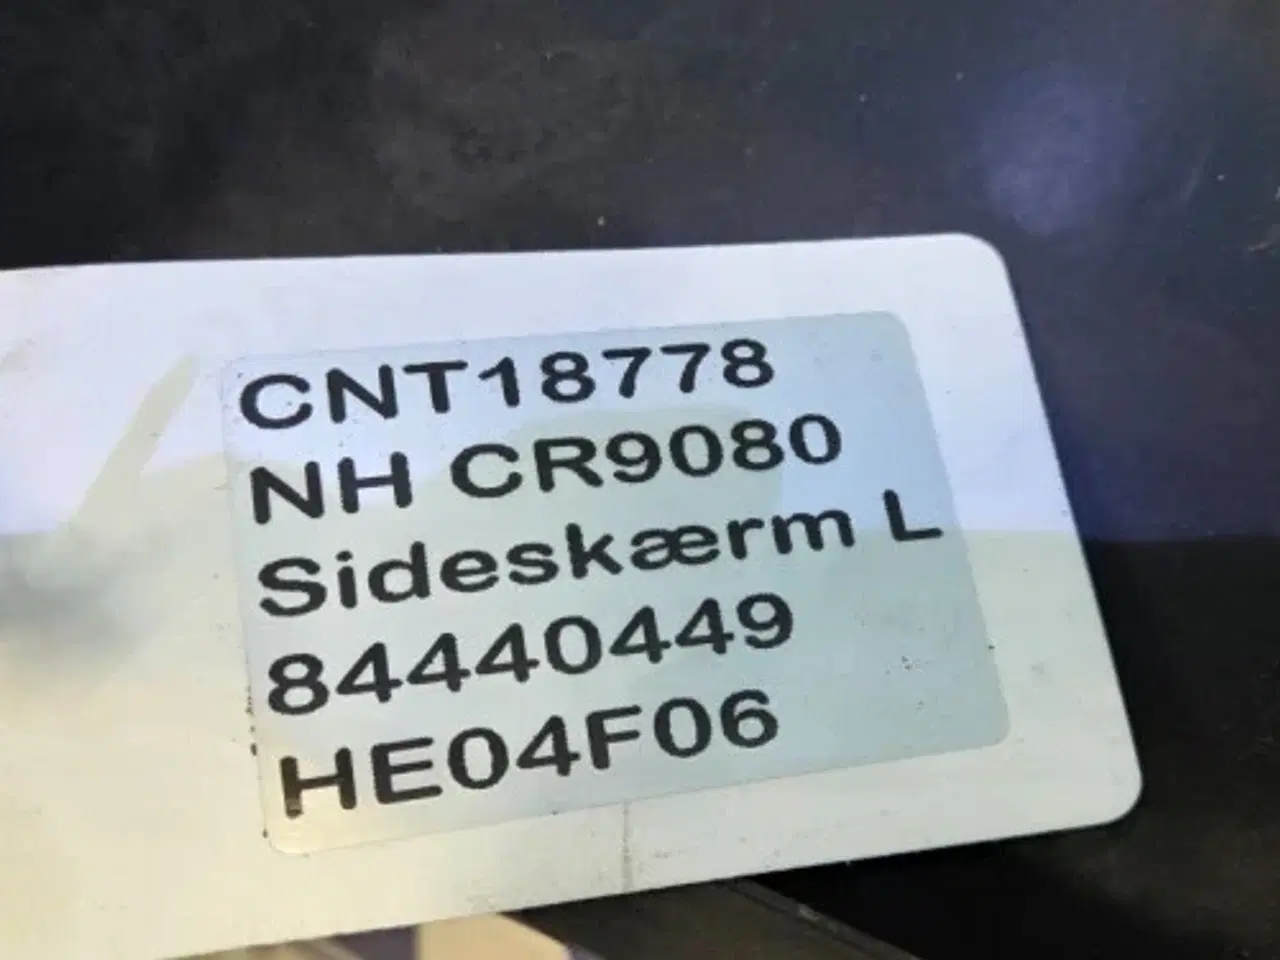 CNT18778
NH CR9080
Sideskærm L
84440449
HE04F06